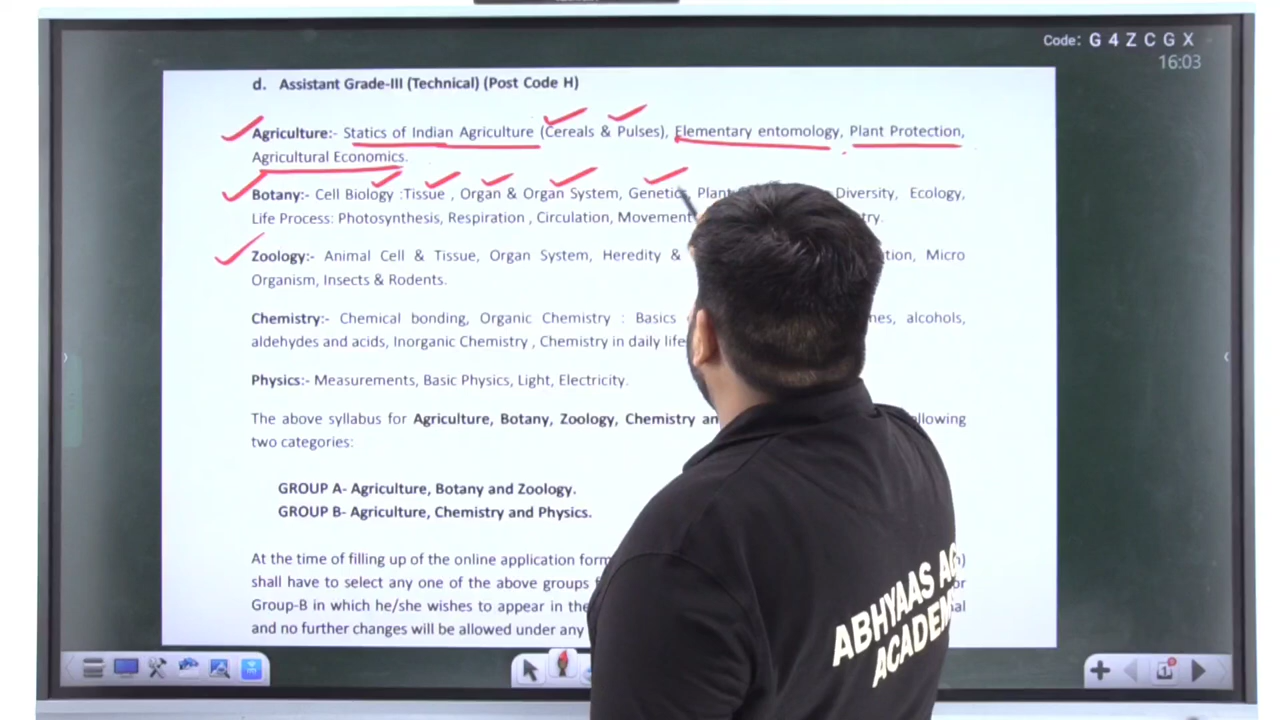 Code: G4ZCGX
16:03
d. Assistant Grade-III (Technical) (Post Code H)
Agriculture:- Statics of Indian Agriculture (Cereals & Pulses), Elementary entomology, Plant Protection,
Agricultural Economics.
Botany:- Cell Biology :Tissue , Organ & Organ System, Genetics, Plant Diversity, Ecology,
Life Process: Photosynthesis, Respiration , Circulation, Movement
Zoology:- Animal Cell & Tissue, Organ System, Heredity & Micro
Organism, Insects & Rodents.
Chemistry:- Chemical bonding, Organic Chemistry : Basics alcohols,
aldehydes and acids, Inorganic Chemistry , Chemistry in daily life
Physics:- Measurements, Basic Physics, Light, Electricity.
The above syllabus for Agriculture, Botany, Zoology, Chemistry
two categories:
GROUP A- Agriculture, Botany and Zoology.
GROUP B- Agriculture, Chemistry and Physics.
At the time of filling up of the online application
shall have to select any one of the above groups
Group-B in which he/she wishes to appear in the
and no further changes will be allowed under any
ABHYAAS
ACADEM